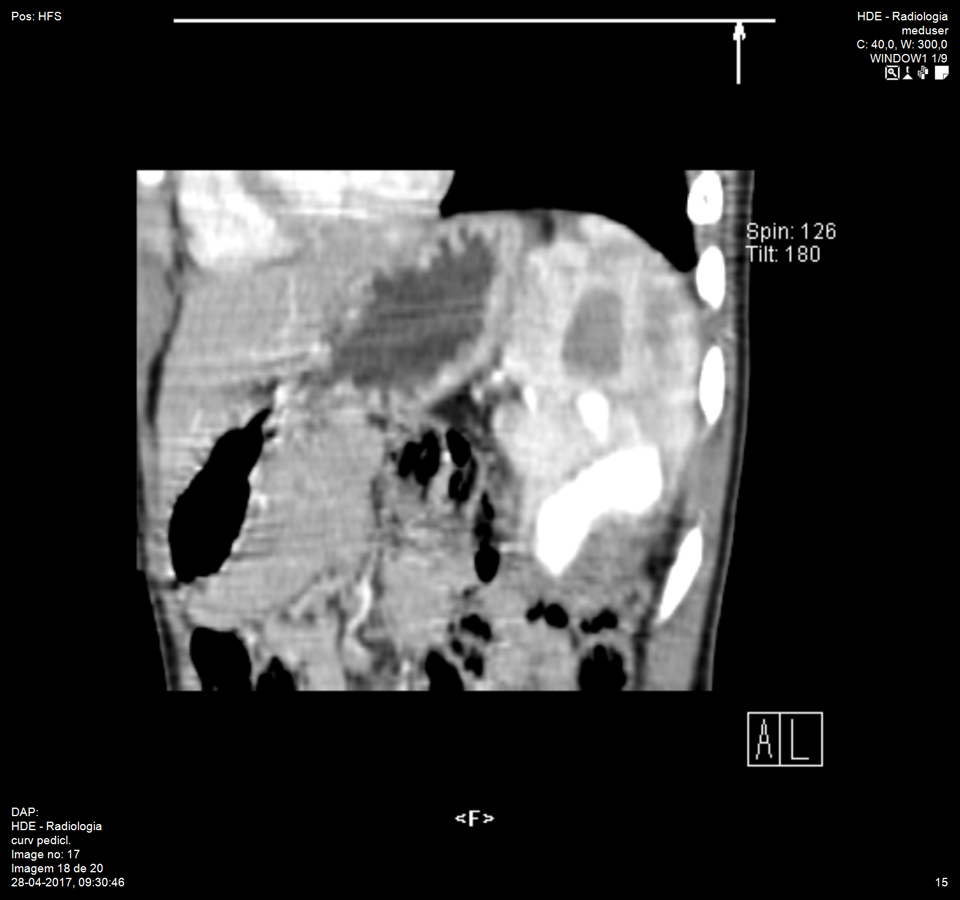 Pos: HFS
HDE - Radiologia
meduser
C: 40,0, W: 300,0
WINDOW1 1/9
Spin: 126
Tilt: 180
A L
<F>
DAP:
HDE - Radiologia
curv pedicl.
Image no: 17
Imagem 18 de 20
28-04-2017, 09:30:46
15